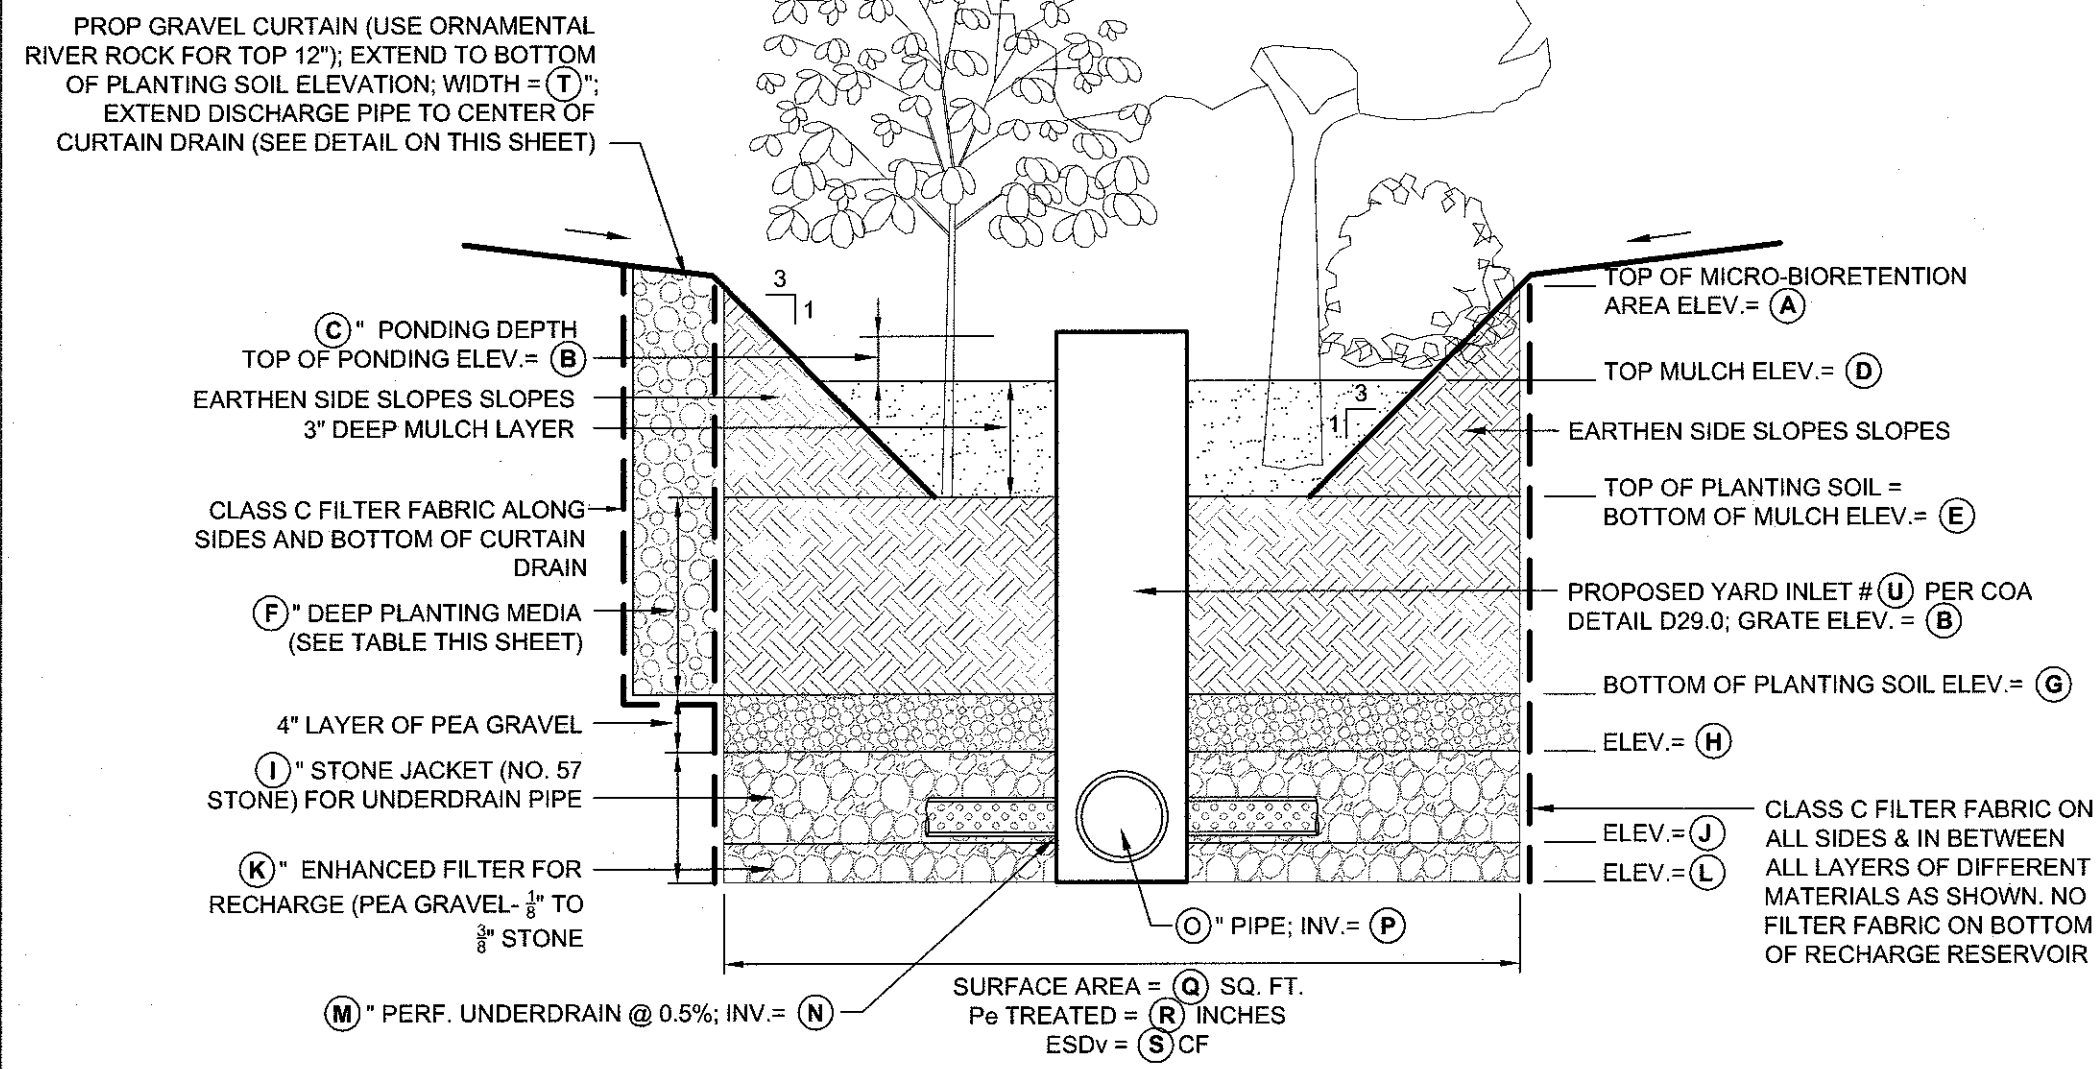 PROP GRAVEL CURTAIN (USE ORNAMENTAL
RIVER ROCK FOR TOP 12"); EXTEND TO BOTTOM
OF PLANTING SOIL ELEVATION; WIDTH = T";
EXTEND DISCHARGE PIPE TO CENTER OF
CURTAIN DRAIN (SEE DETAIL ON THIS SHEET)
3
1
C" PONDING DEPTH
TOP OF PONDING ELEV.= B
EARTHEN SIDE SLOPES SLOPES
3" DEEP MULCH LAYER
CLASS C FILTER FABRIC ALONG
SIDES AND BOTTOM OF CURTAIN
DRAIN
F" DEEP PLANTING MEDIA
(SEE TABLE THIS SHEET)
4" LAYER OF PEA GRAVEL
I" STONE JACKET (NO. 57
STONE) FOR UNDERDRAIN PIPE
K" ENHANCED FILTER FOR
RECHARGE (PEA GRAVEL- 1/8" TO
3/8" STONE
M" PERF. UNDERDRAIN @ 0.5%; INV.= N
O" PIPE; INV.= P
SURFACE AREA = Q SQ. FT.
Pe TREATED = R INCHES
ESDv = S CF
TOP OF MICRO-BIORETENTION
AREA ELEV.= A
TOP MULCH ELEV.= D
3
1
EARTHEN SIDE SLOPES SLOPES
TOP OF PLANTING SOIL =
BOTTOM OF MULCH ELEV.= E
PROPOSED YARD INLET # U PER COA
DETAIL D29.0; GRATE ELEV. = B
BOTTOM OF PLANTING SOIL ELEV.= G
ELEV.= H
ELEV.= J
ELEV.= L
CLASS C FILTER FABRIC ON
ALL SIDES & IN BETWEEN
ALL LAYERS OF DIFFERENT
MATERIALS AS SHOWN. NO
FILTER FABRIC ON BOTTOM
OF RECHARGE RESERVOIR